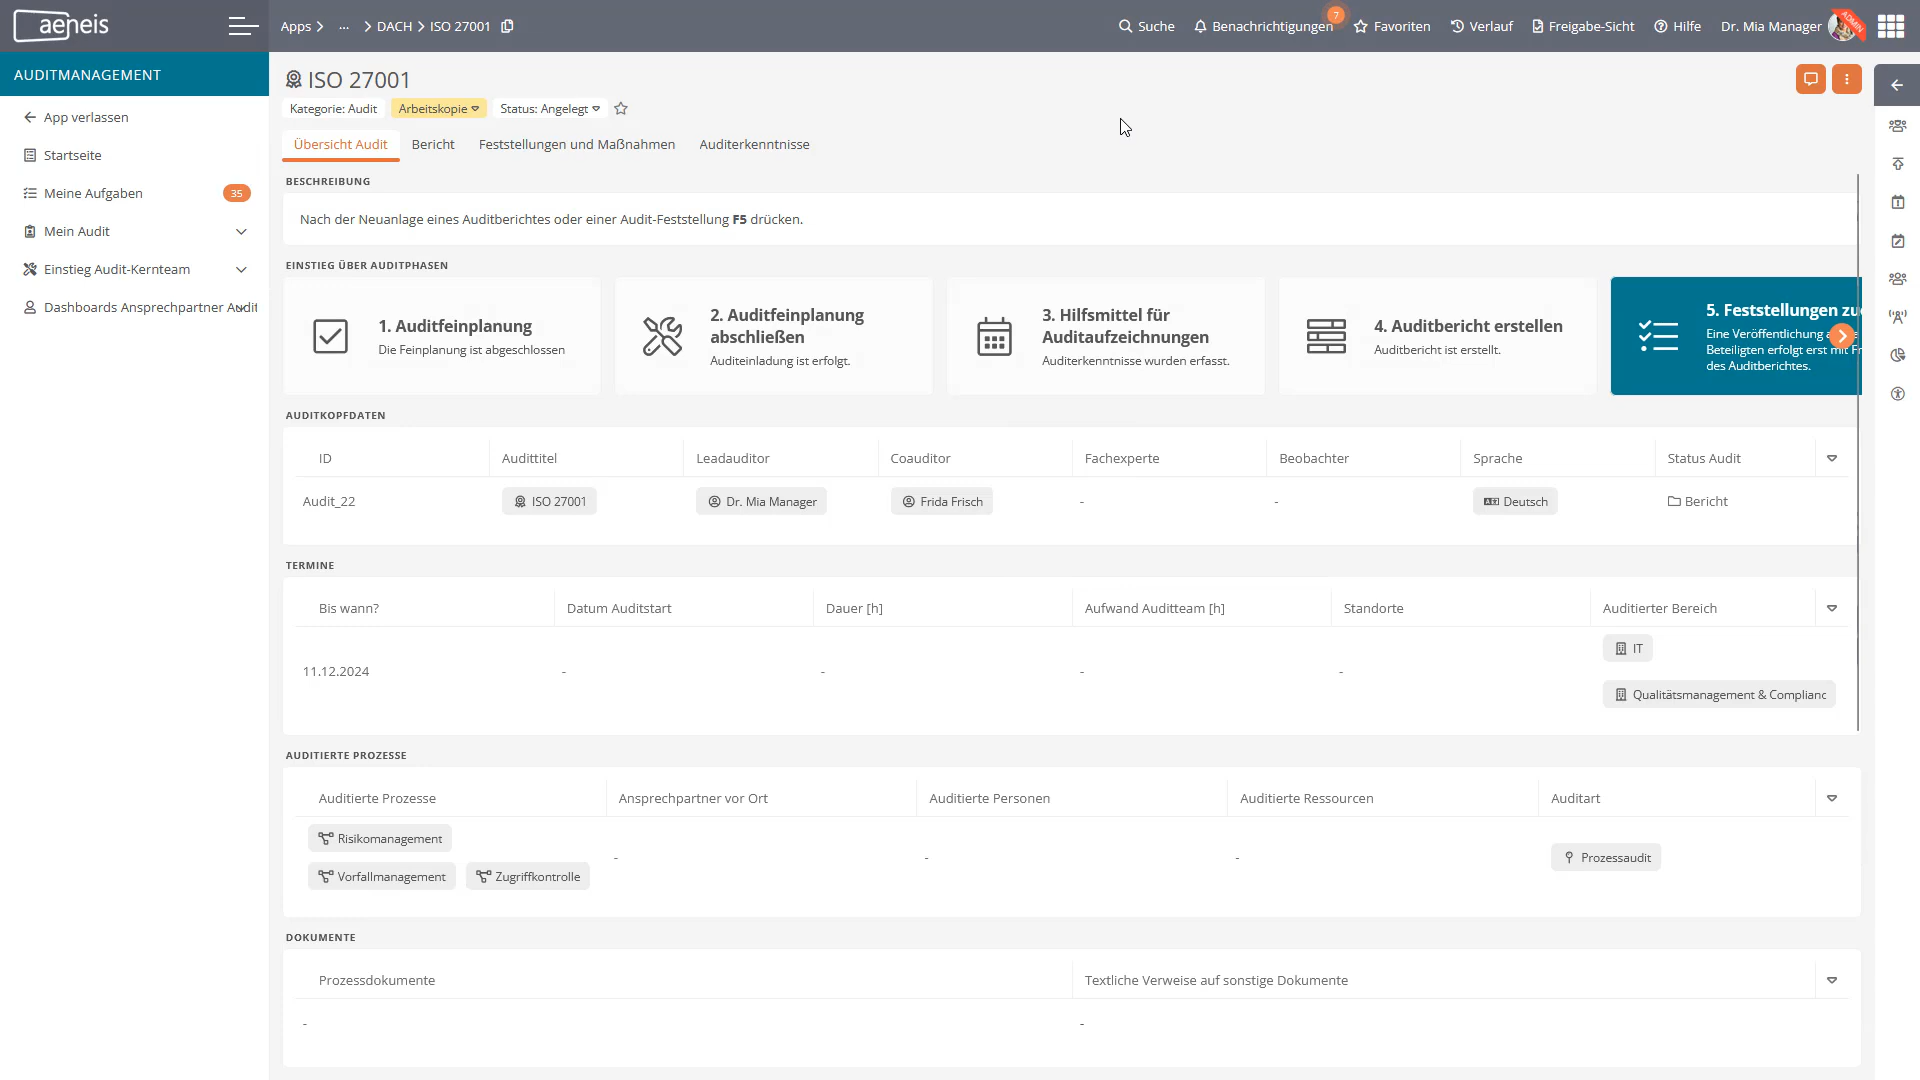 aeneis
Apps > ... > DACH > ISO 27001
Suche
Benachrichtigungen
7
Favoriten
Verlauf
Freigabe-Sicht
Hilfe
Dr. Mia Manager
ADMIN
AUDITMANAGEMENT
App verlassen
Startseite
Meine Aufgaben
35
Mein Audit
Einstieg Audit-Kernteam
Dashboards Ansprechpartner Audit
ISO 27001
Kategorie: Audit
Arbeitskopie
Status: Angelegt
Übersicht Audit
Bericht
Feststellungen und Maßnahmen
Auditerkenntnisse
BESCHREIBUNG
Nach der Neuanlage eines Auditberichtes oder einer Audit-Feststellung F5 drücken.
EINSTIEG ÜBER AUDITPHASEN
1. Auditfeinplanung
Die Feinplanung ist abgeschlossen
2. Auditfeinplanung
abschließen
Auditeinladung ist erfolgt.
3. Hilfsmittel für
Auditaufzeichnungen
Auditerkenntnisse wurden erfasst.
4. Auditbericht erstellen
Auditbericht ist erstellt.
5. Feststellungen
Eine Veröffentlichung
Beteiligten erfolgt erst mit
des Auditberichtes.
AUDITKOPFDATEN
ID Audittitel Leadauditor Coauditor Fachexperte Beobachter Sprache Status Audit
Audit_22 ISO 27001 Dr. Mia Manager Frida Frisch - - Deutsch Bericht
TERMINE
Bis wann? Datum Auditstart Dauer [h] Aufwand Auditteam [h] Standorte Auditierter Bereich
IT
11.12.2024 - - - -
Qualitätsmanagement & Complianc
AUDITIERTE PROZESSE
Auditierte Prozesse Ansprechpartner vor Ort Auditierte Personen Auditierte Ressourcen Auditart
Risikomanagement
- - - Prozessaudit
Vorfallmanagement Zugriffkontrolle
DOKUMENTE
Prozessdokumente Textliche Verweise auf sonstige Dokumente
- -